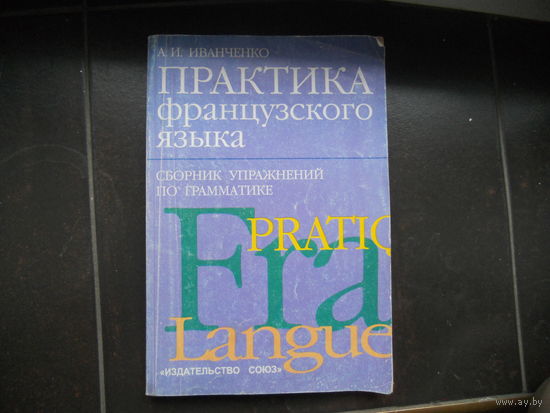 А. И. ИВАНЧЕНКО
ПРАКТИКА
французского
языка
СБОРНИК УПРАЖНЕНИЙ
ПО ГРАММАТИКЕ
PRATIQ
Fra
Langue
«ИЗДАТЕЛЬСТВО СОЮЗ»
www.ay.by